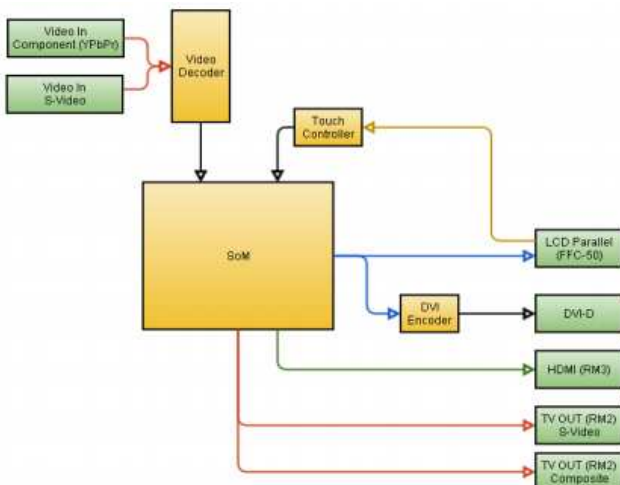 Video In
Component (YPbPr)
Video
Decoder
Video In
S-Video
Touch
Controller
SoM
LCD Parallel
(FFC-50)
DVI
Encoder
DVI-D
HDMI (RM3)
TV OUT (RM2)
S-Video
TV OUT (RM2)
Composite